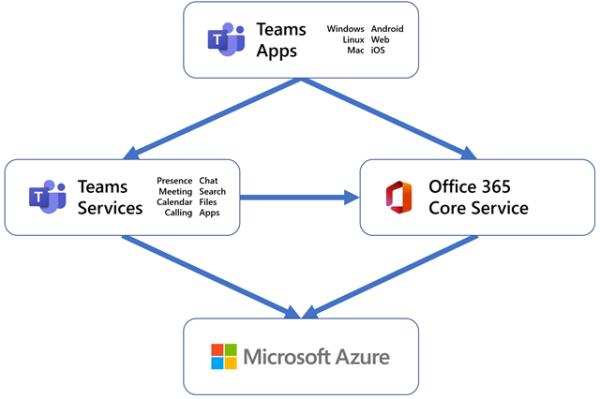 Teams
Apps
Windows Android
Linux Web
Mac iOS
T
Teams
Services
Presence Chat
Meeting Search
Calendar Files
Calling Apps
T
Office 365
Core Service
Microsoft Azure